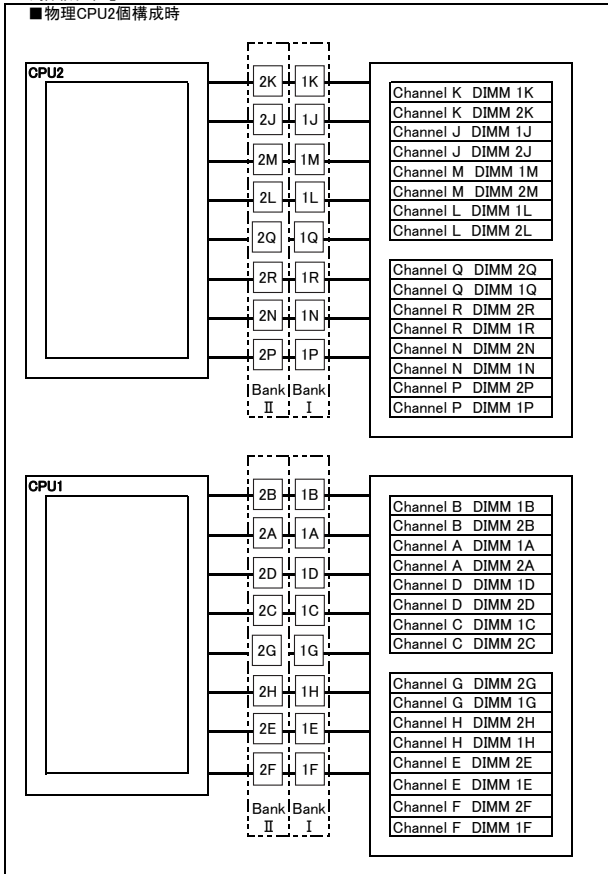 ■物理CPU2個構成時
CPU2
2K 1K
2J 1J
2M 1M
2L 1L
2Q 1Q
2R 1R
2N 1N
2P 1P
Bank Bank
Ⅱ Ⅰ
Channel K DIMM 1K
Channel K DIMM 2K
Channel J DIMM 1J
Channel J DIMM 2J
Channel M DIMM 1M
Channel M DIMM 2M
Channel L DIMM 1L
Channel L DIMM 2L
Channel Q DIMM 2Q
Channel Q DIMM 1Q
Channel R DIMM 2R
Channel R DIMM 1R
Channel N DIMM 2N
Channel N DIMM 1N
Channel P DIMM 2P
Channel P DIMM 1P
CPU1
2B 1B
2A 1A
2D 1D
2C 1C
2G 1G
2H 1H
2E 1E
2F 1F
Bank Bank
Ⅱ Ⅰ
Channel B DIMM 1B
Channel B DIMM 2B
Channel A DIMM 1A
Channel A DIMM 2A
Channel D DIMM 1D
Channel D DIMM 2D
Channel C DIMM 1C
Channel C DIMM 2C
Channel G DIMM 2G
Channel G DIMM 1G
Channel H DIMM 2H
Channel H DIMM 1H
Channel E DIMM 2E
Channel E DIMM 1E
Channel F DIMM 2F
Channel F DIMM 1F